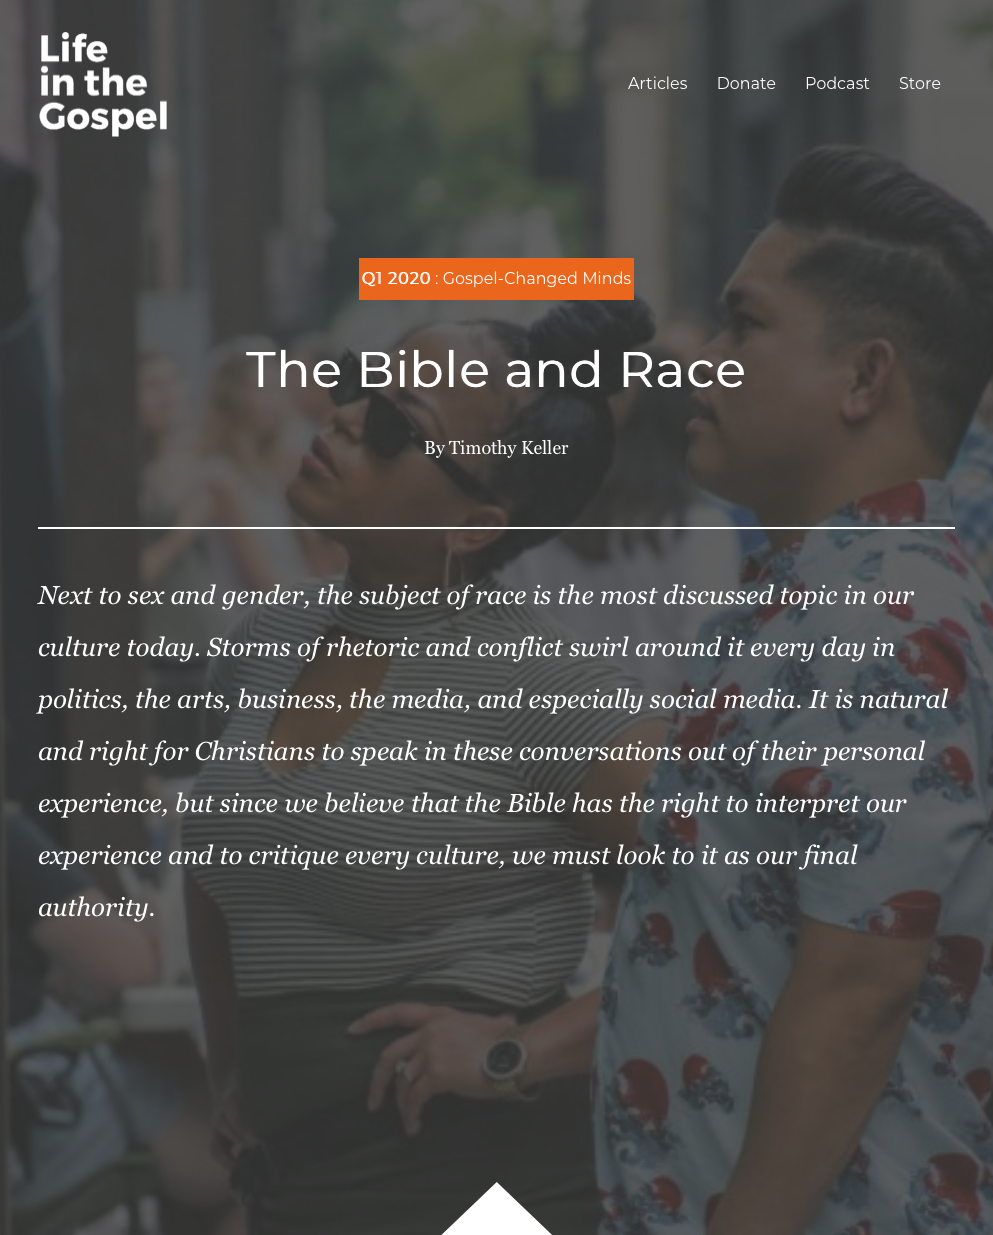 Life
in the
Gospel
Articles Donate Podcast Store
Q1 2020 : Gospel-Changed Minds
The Bible and Race
By Timothy Keller
Next to sex and gender, the subject of race is the most discussed topic in our
culture today. Storms of rhetoric and conflict swirl around it every day in
politics, the arts, business, the media, and especially social media. It is natural
and right for Christians to speak in these conversations out of their personal
experience, but since we believe that the Bible has the right to interpret our
experience and to critique every culture, we must look to it as our final
authority.